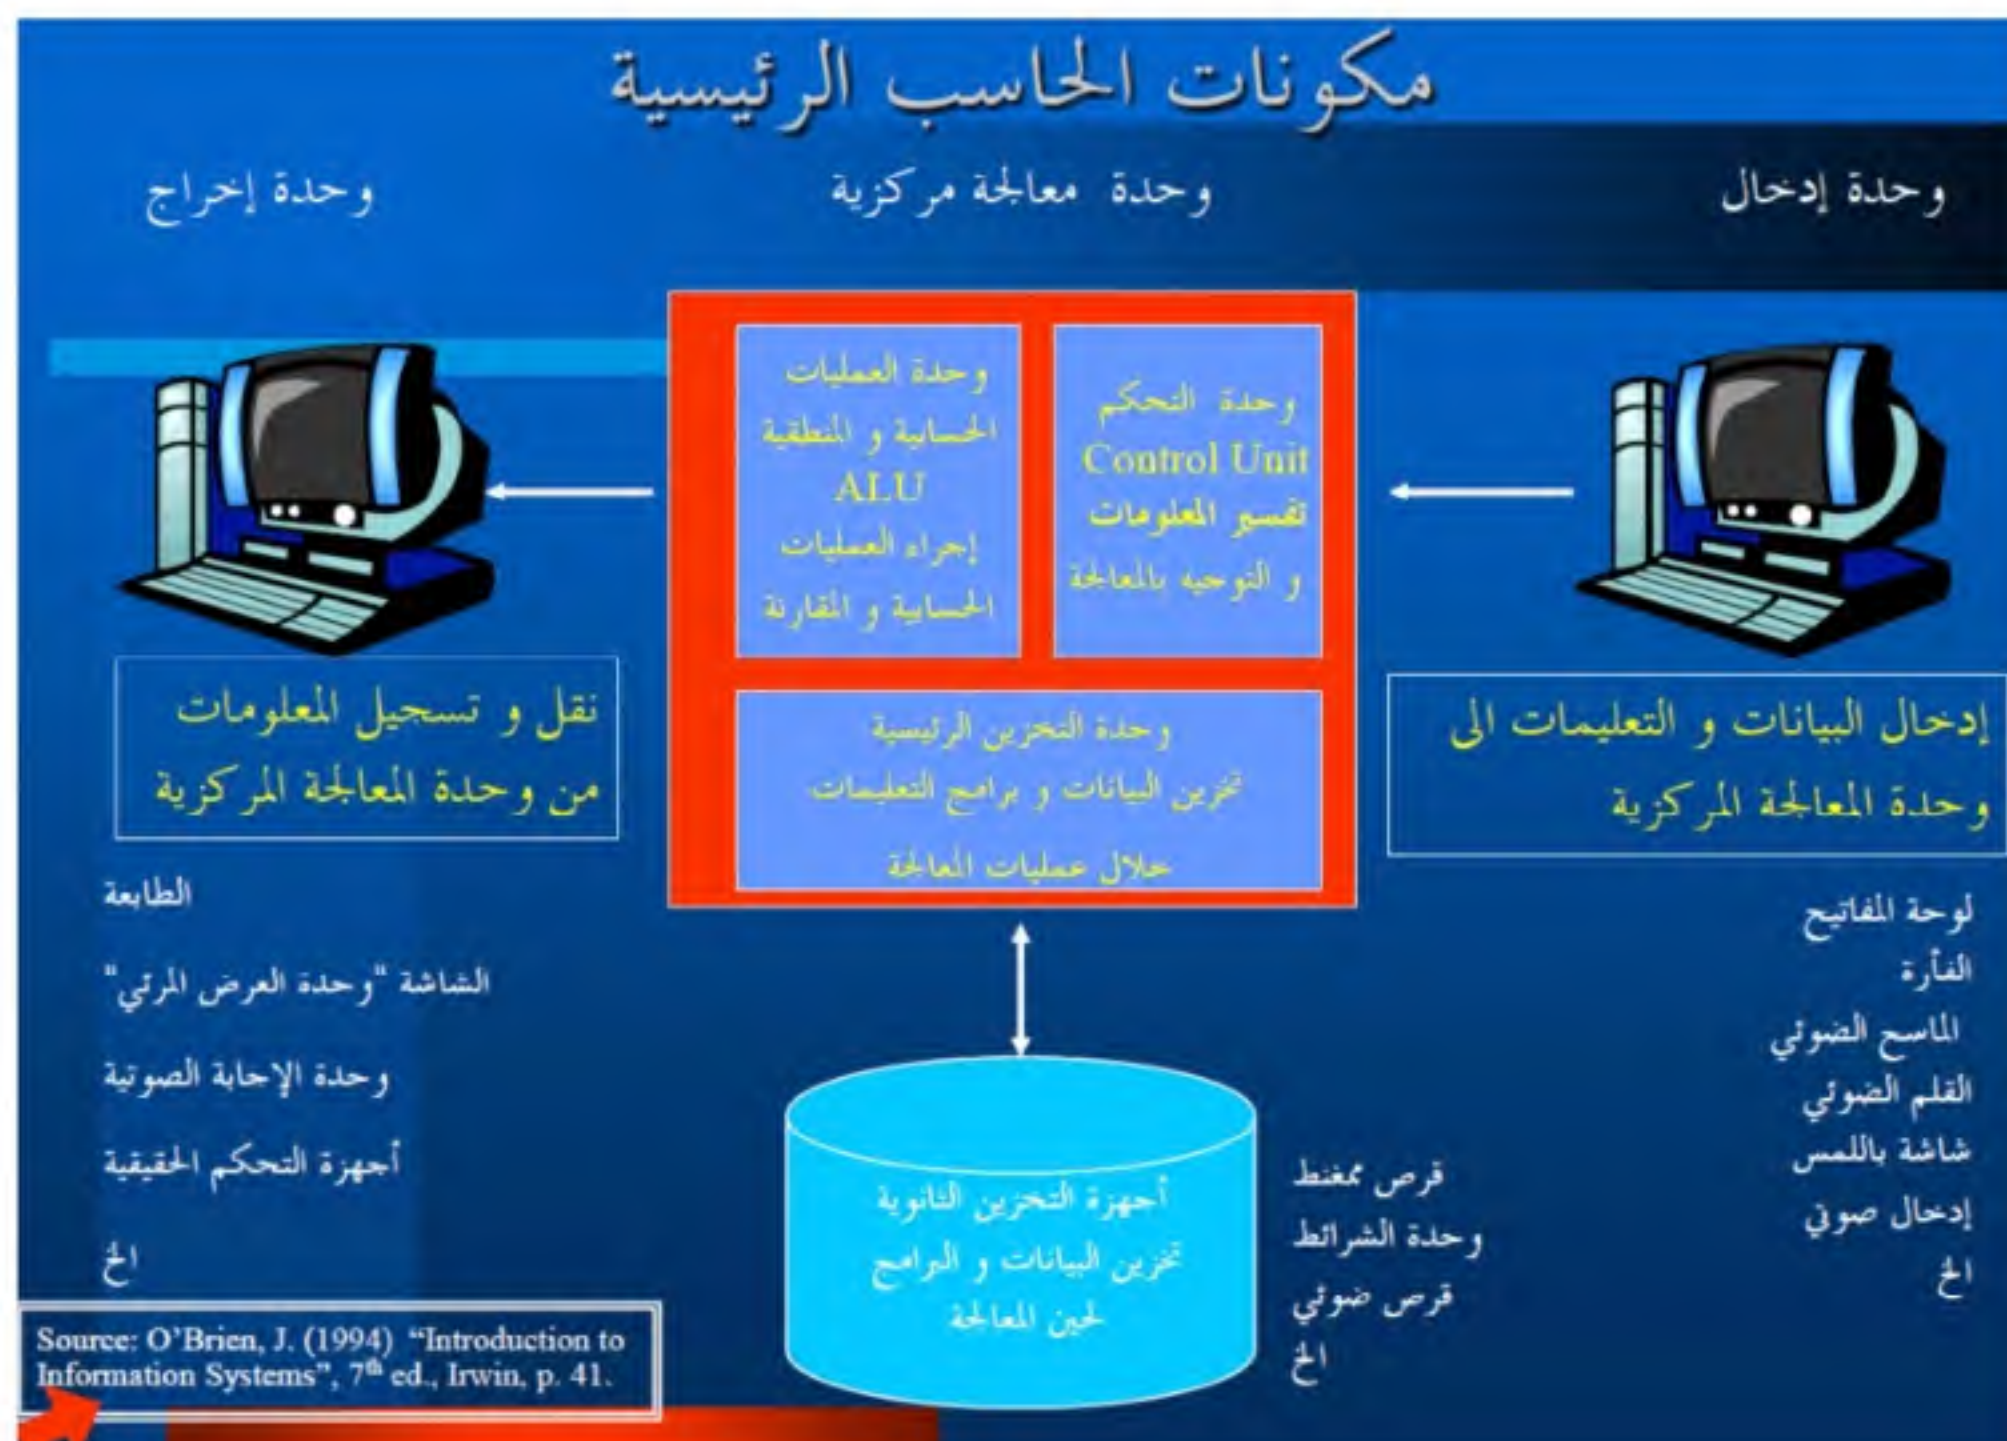 مكونات الحاسب الرئيسية
وحدة إدخال
وحدة معالجة مركزية
وحدة إخراج
وحدة التحكم
Control Unit
تفسير المعلومات
و التوجيه بالمعالجة
وحدة العمليات
الحسابية و المنطقية
ALU
إجراء العمليات
الحسابية و المقارنة
وحدة التخزين الرئيسية
تخزين البيانات و برامج التعليمات
خلال عمليات المعالجة
إدخال البيانات و التعليمات الى
وحدة المعالجة المركزية
لوحة المفاتيح
الفأرة
الماسح الضوئي
القلم الضوئي
شاشة باللمس
إدخال صوتي
الخ
نقل و تسجيل المعلومات
من وحدة المعالجة المركزية
الطابعة
الشاشة "وحدة العرض المرئي"
وحدة الإجابة الصوتية
أجهزة التحكم الحقيقية
الخ
أجهزة التخزين الثانوية
تخزين البيانات و البرامج
لحين المعالجة
قرص ممغنط
وحدة الشرائط
قرص ضوئي
الخ
Source: O’Brien, J. (1994) “Introduction to
Information Systems”, 7th ed., Irwin, p. 41.